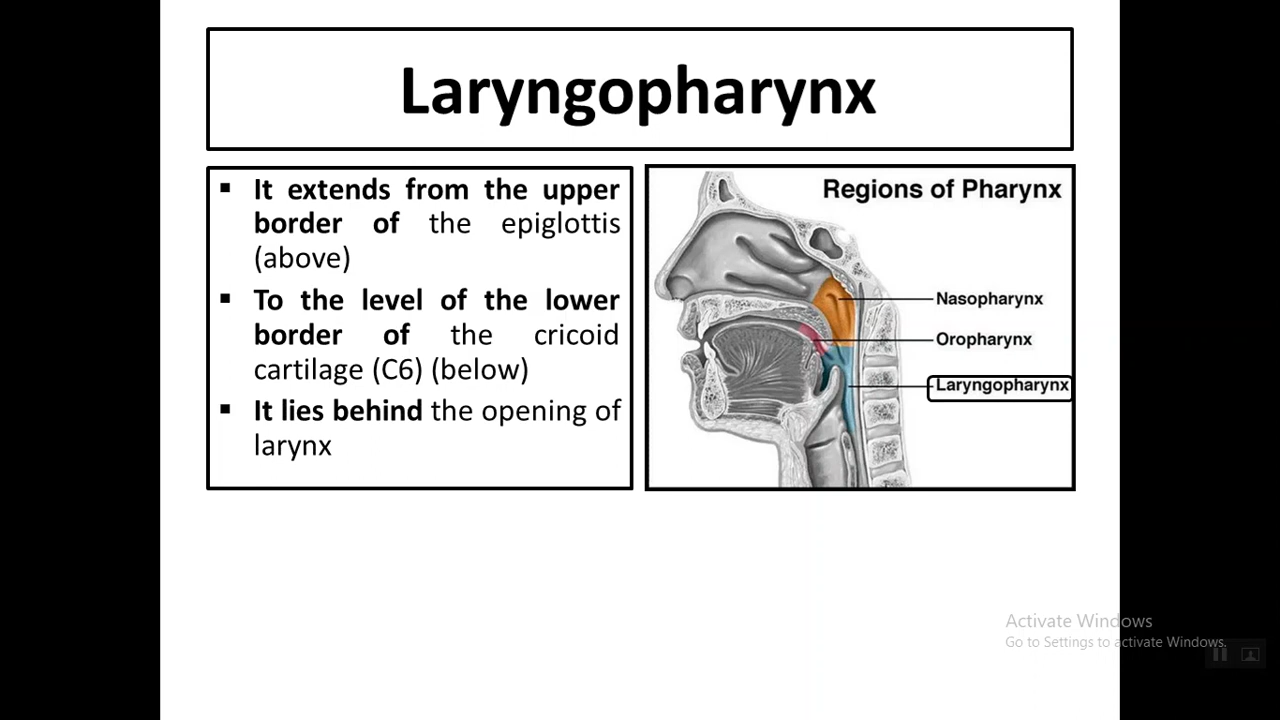 Laryngopharynx
▪ It extends from the upper
border of the epiglottis
(above)
▪ To the level of the lower
border of the cricoid
cartilage (C6) (below)
▪ It lies behind the opening of
larynx
Regions of Pharynx
Nasopharynx
Oropharynx
Laryngopharynx
Activate Windows
Go to Settings to activate Windows.